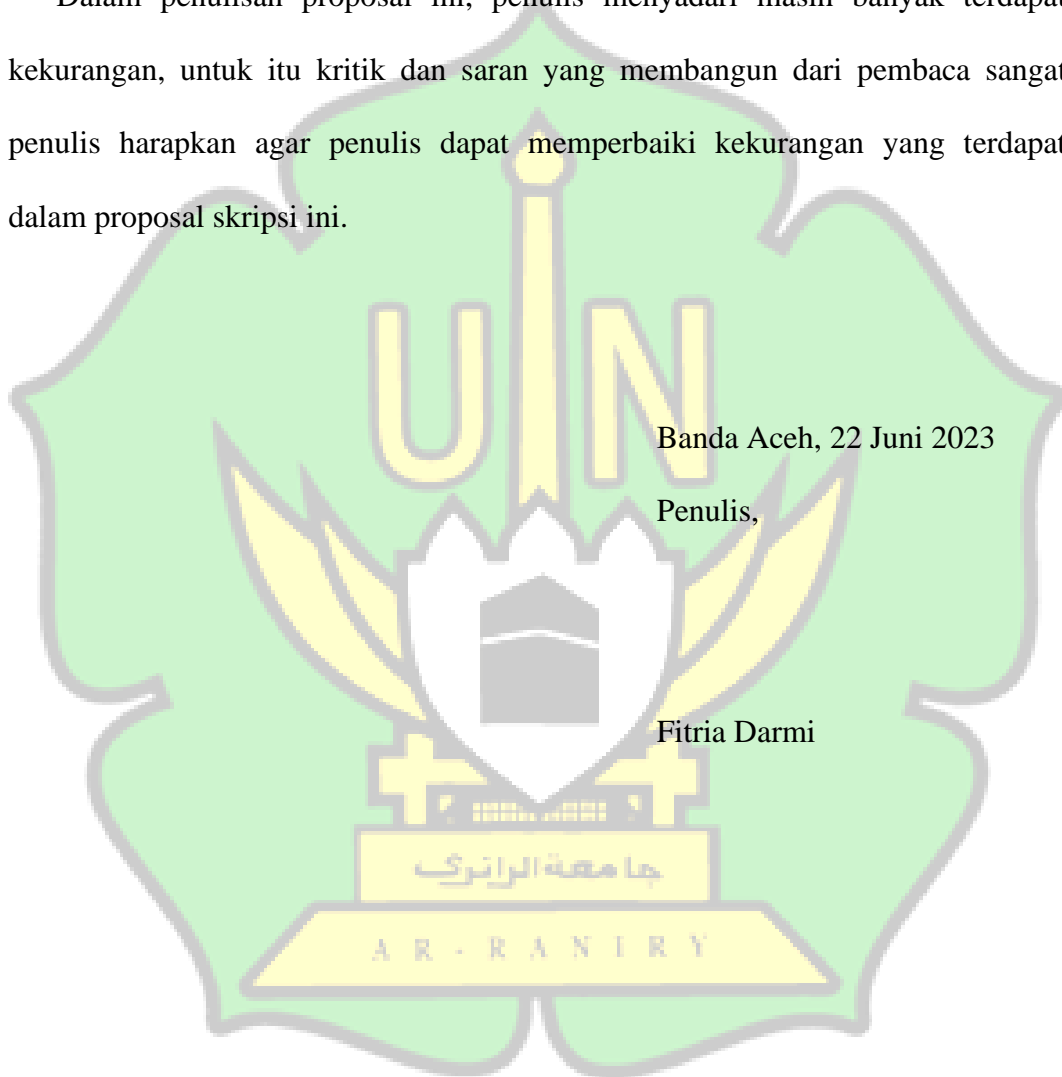 Dalam penulisan proposal ini, penulis menyadari masih banyak terdapat
kekurangan, untuk itu kritik dan saran yang membangun dari pembaca sangat
penulis harapkan agar penulis dapat memperbaiki kekurangan yang terdapat
dalam proposal skripsi ini.
UIN
Banda Aceh, 22 Juni 2023
Penulis,
Fitria Darmi
جامعة الرانري
AR - RANIRY